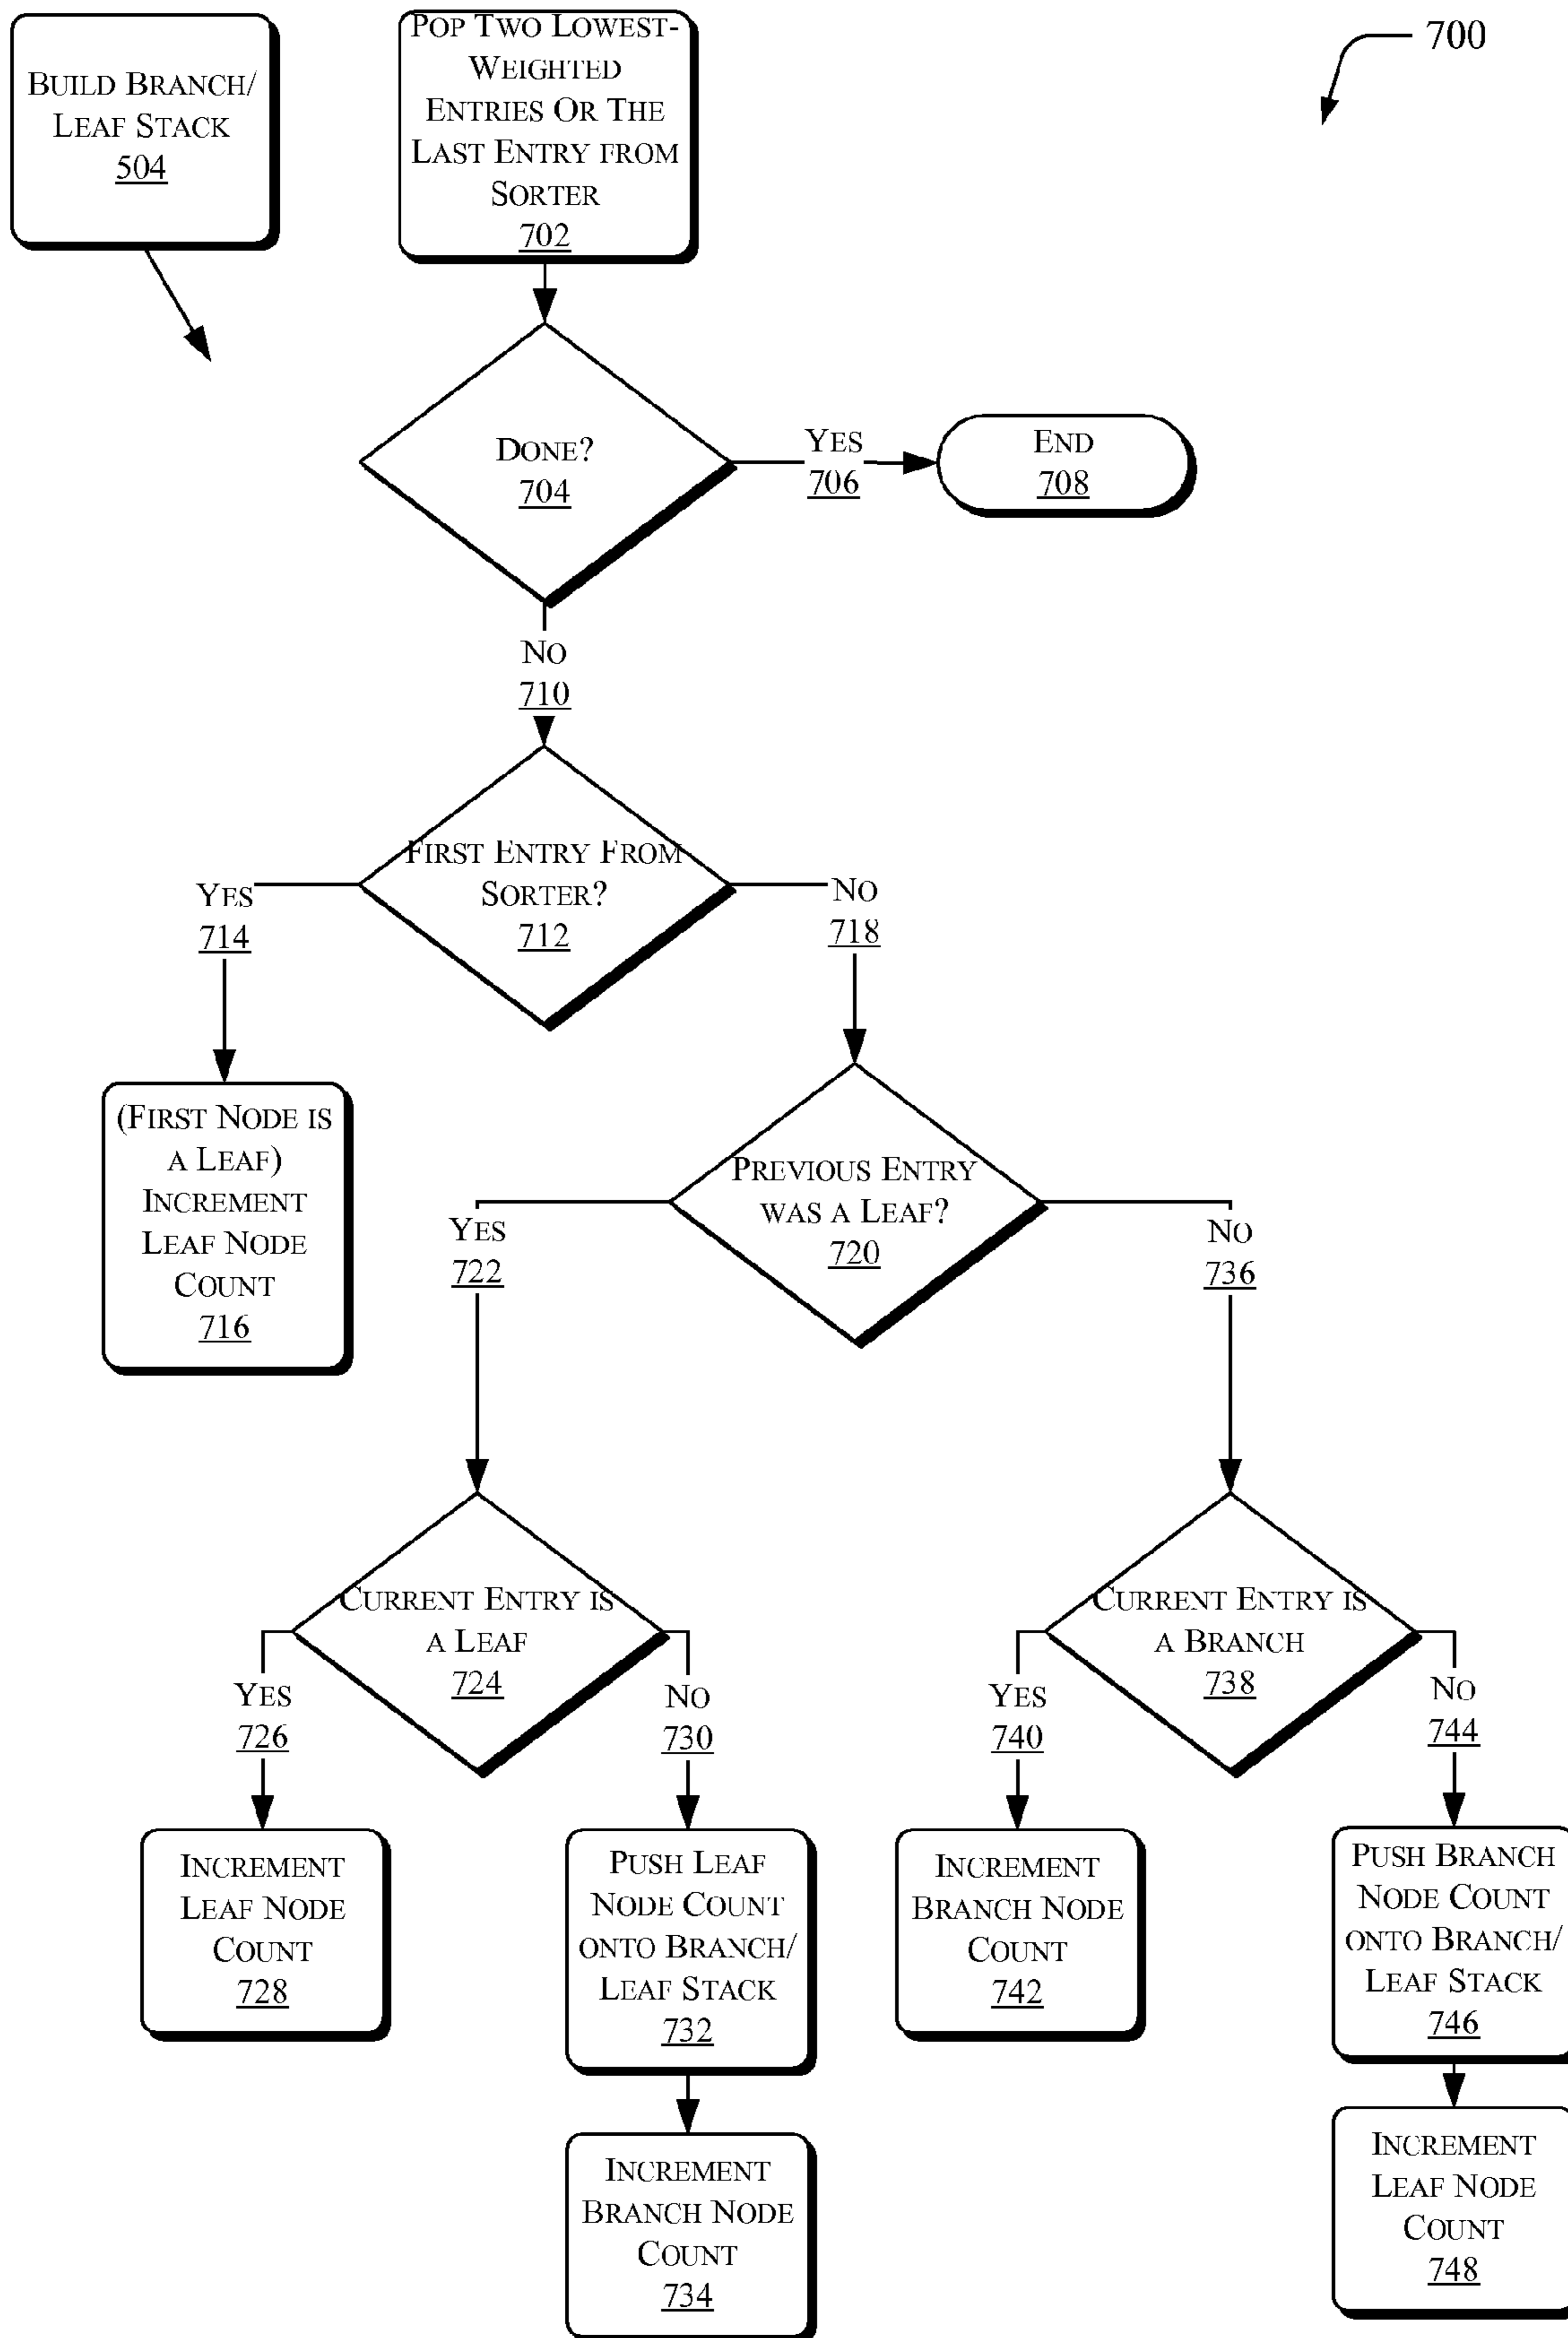 700
BUILD BRANCH/
LEAF STACK
504
POP TWO LOWEST-
WEIGHTED
ENTRIES OR THE
LAST ENTRY FROM
SORTER
702
DONE?
704
YES
706
END
708
NO
710
FIRST ENTRY FROM
SORTER?
712
YES
714
NO
718
(FIRST NODE IS
A LEAF)
INCREMENT
LEAF NODE
COUNT
716
PREVIOUS ENTRY
WAS A LEAF?
720
YES
722
NO
736
CURRENT ENTRY IS
A LEAF
724
CURRENT ENTRY IS
A BRANCH
738
YES
726
NO
730
YES
740
NO
744
INCREMENT
LEAF NODE
COUNT
728
PUSH LEAF
NODE COUNT
ONTO BRANCH/
LEAF STACK
732
INCREMENT
BRANCH NODE
COUNT
742
PUSH BRANCH
NODE COUNT
ONTO BRANCH/
LEAF STACK
746
INCREMENT
BRANCH NODE
COUNT
734
INCREMENT
LEAF NODE
COUNT
748